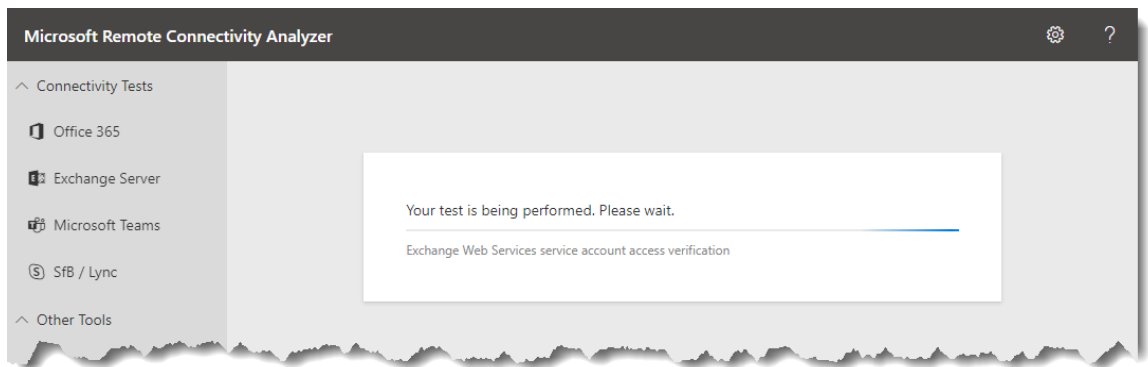 Microsoft Remote Connectivity Analyzer
?
Connectivity Tests
Office 365
Exchange Server
Microsoft Teams
SfB / Lync
Other Tools
Your test is being performed. Please wait.
Exchange Web Services service account access verification